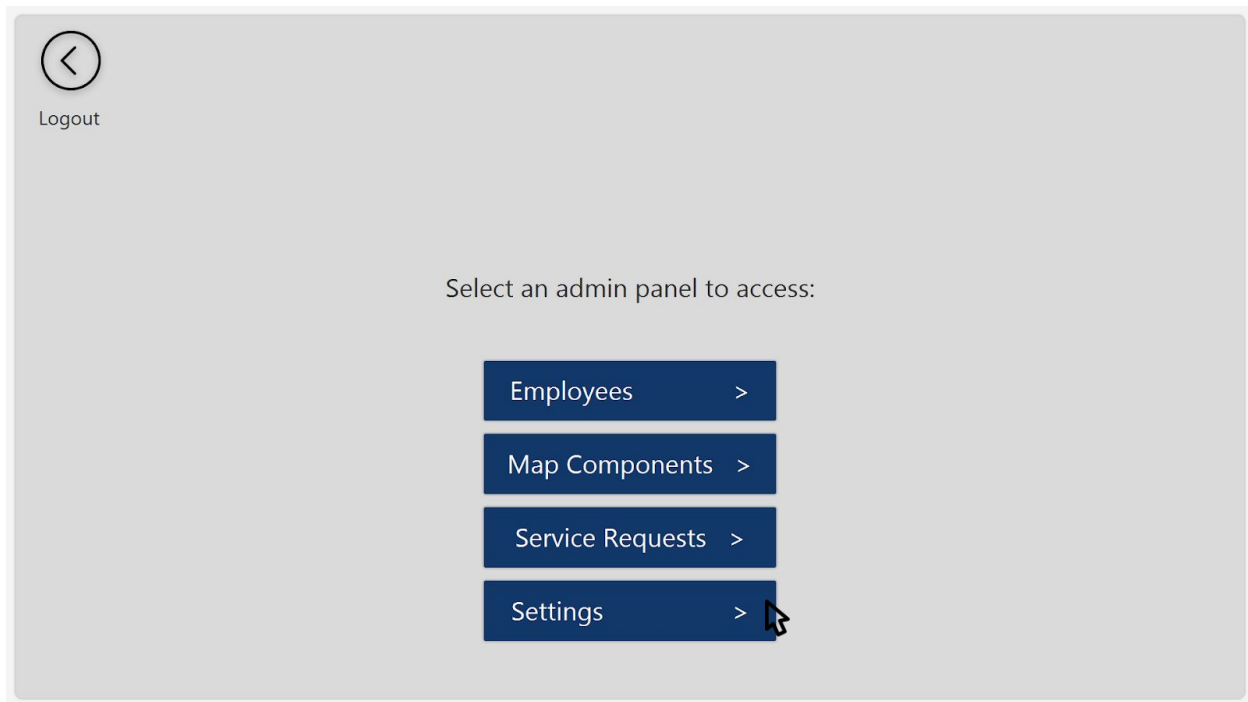 Logout
Select an admin panel to access:
Employees >
Map Components >
Service Requests >
Settings >